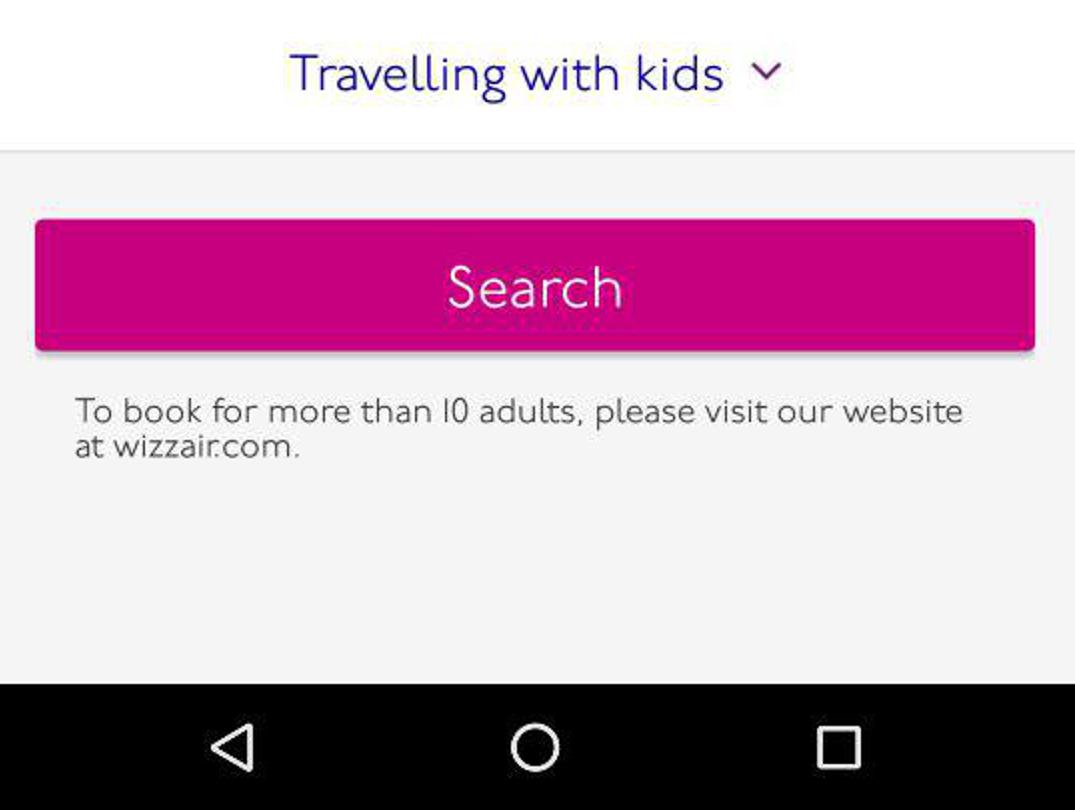 Travelling with kids
Search
To book for more than 10 adults, please visit our website
at wizzair.com.